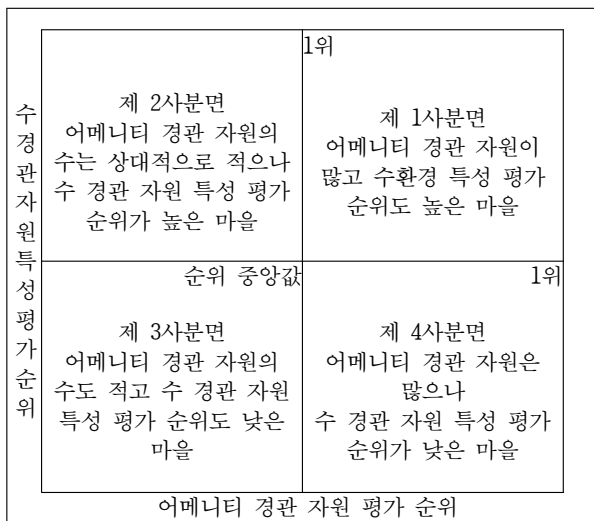 수경관자원특성평가순위
1위
제 2사분면
어메니티 경관 자원의
수는 상대적으로 적으나
수 경관 자원 특성 평가
순위가 높은 마을
제 1사분면
어메니티 경관 자원이
많고 수환경 특성 평가
순위도 높은 마을
순위 중앙값
1위
제 3사분면
어메니티 경관 자원의
수도 적고 수 경관 자원
특성 평가 순위도 낮은
마을
제 4사분면
어메니티 경관 자원은
많으나
수 경관 자원 특성 평가
순위가 낮은 마을
어메니티 경관 자원 평가 순위